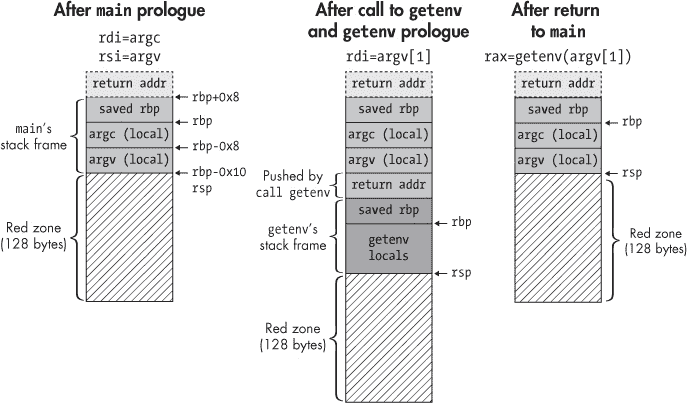 After main prologue
rdi=argc
rsi=argv
return addr
rbp+0x8
saved rbp
rbp
argc (local)
rbp-0x8
argv (local)
rbp-0x10
rsp
main's
stack frame
Red zone
(128 bytes)
After call to getenv
and getenv prologue
rdi=argv[1]
return addr
saved rbp
argc (local)
argv (local)
Pushed by
call getenv
return addr
saved rbp
rbp
getenv's
stack frame
getenv
locals
rsp
Red zone
(128 bytes)
After return
to main
rax=getenv(argv[1])
return addr
saved rbp
rbp
argc (local)
argv (local)
rsp
Red zone
(128 bytes)